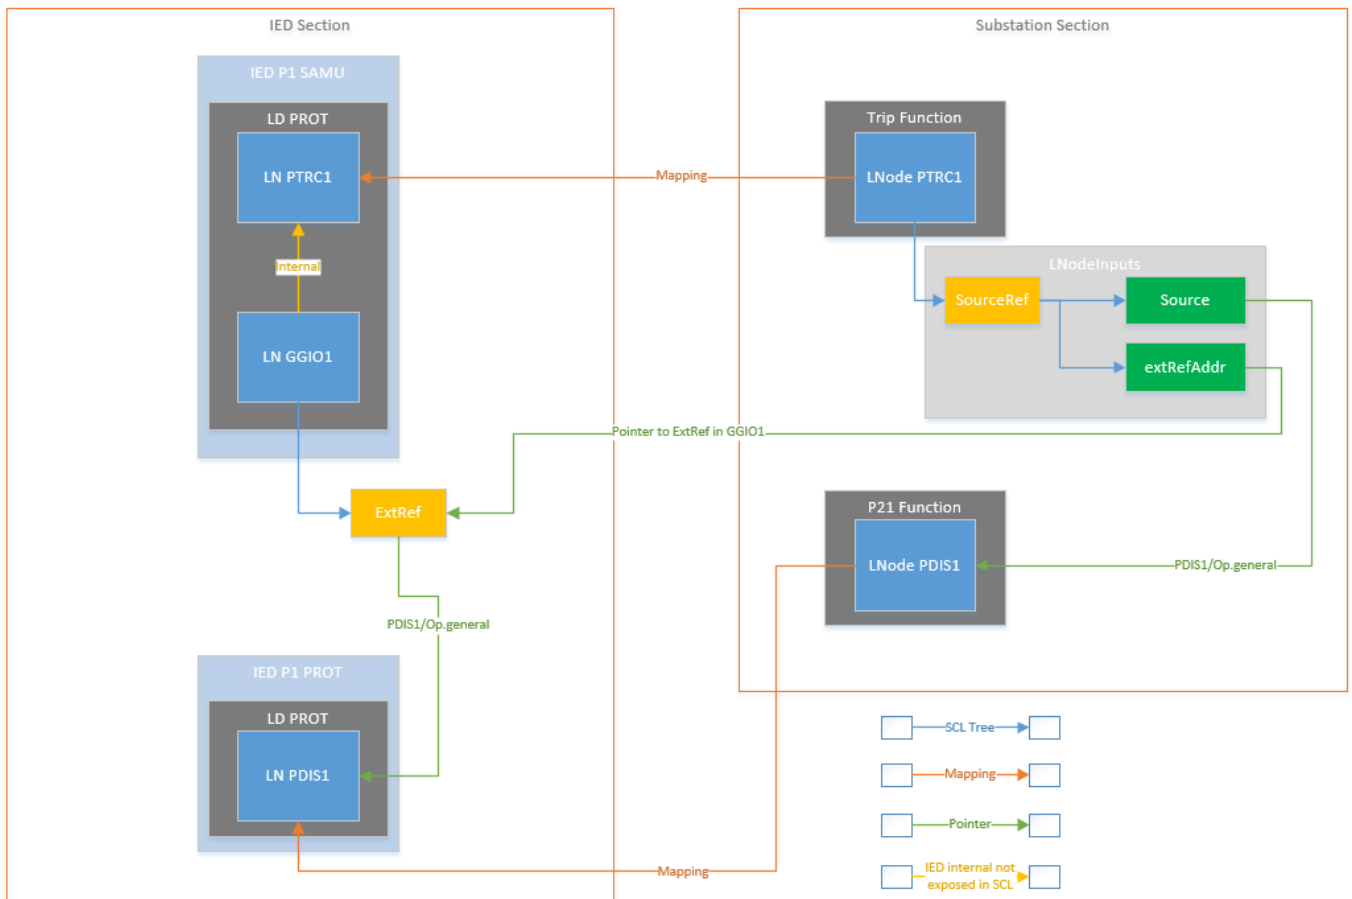 IED Section
Substation Section
IED P1 SAMU
LD PROT
LN PTRC1
Internal
LN GGIO1
Mapping
Trip Function
LNode PTRC1
LNodeInputs
SourceRef
Source
extRefAddr
Pointer to ExtRef in GGIO1
ExtRef
P21 Function
LNode PDIS1
PDIS1/Op.general
PDIS1/Op.general
IED P1 PROT
LD PROT
LN PDIS1
Mapping
SCL Tree
Mapping
Pointer
IED internal not
exposed in SCL